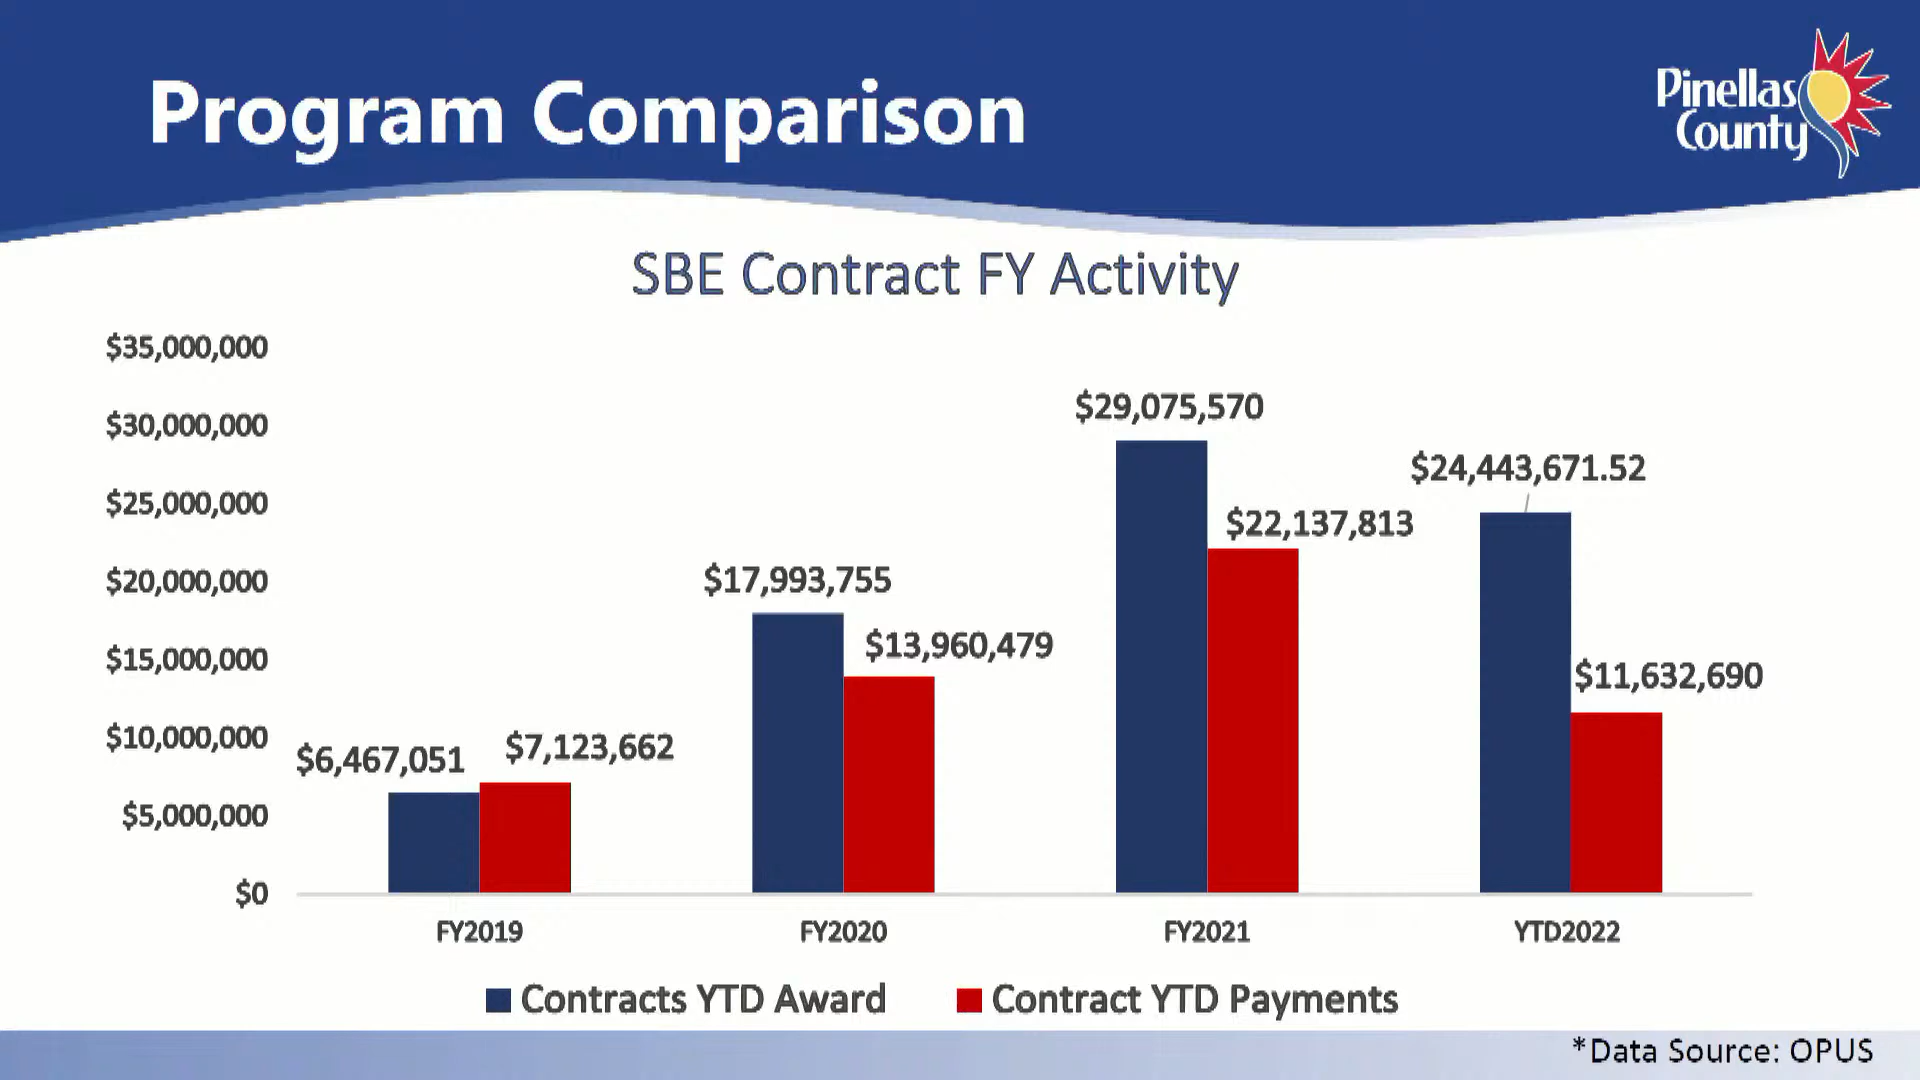 Program Comparison
Pinellas
County
SBE Contract FY Activity
$35,000,000
$30,000,000
$25,000,000
$20,000,000
$15,000,000
$10,000,000
$5,000,000
$0
$6,467,051
$7,123,662
$17,993,755
$13,960,479
$29,075,570
$22,137,813
$24,443,671.52
$11,632,690
FY2019
FY2020
FY2021
YTD2022
Contracts YTD Award
Contract YTD Payments
*Data Source: OPUS